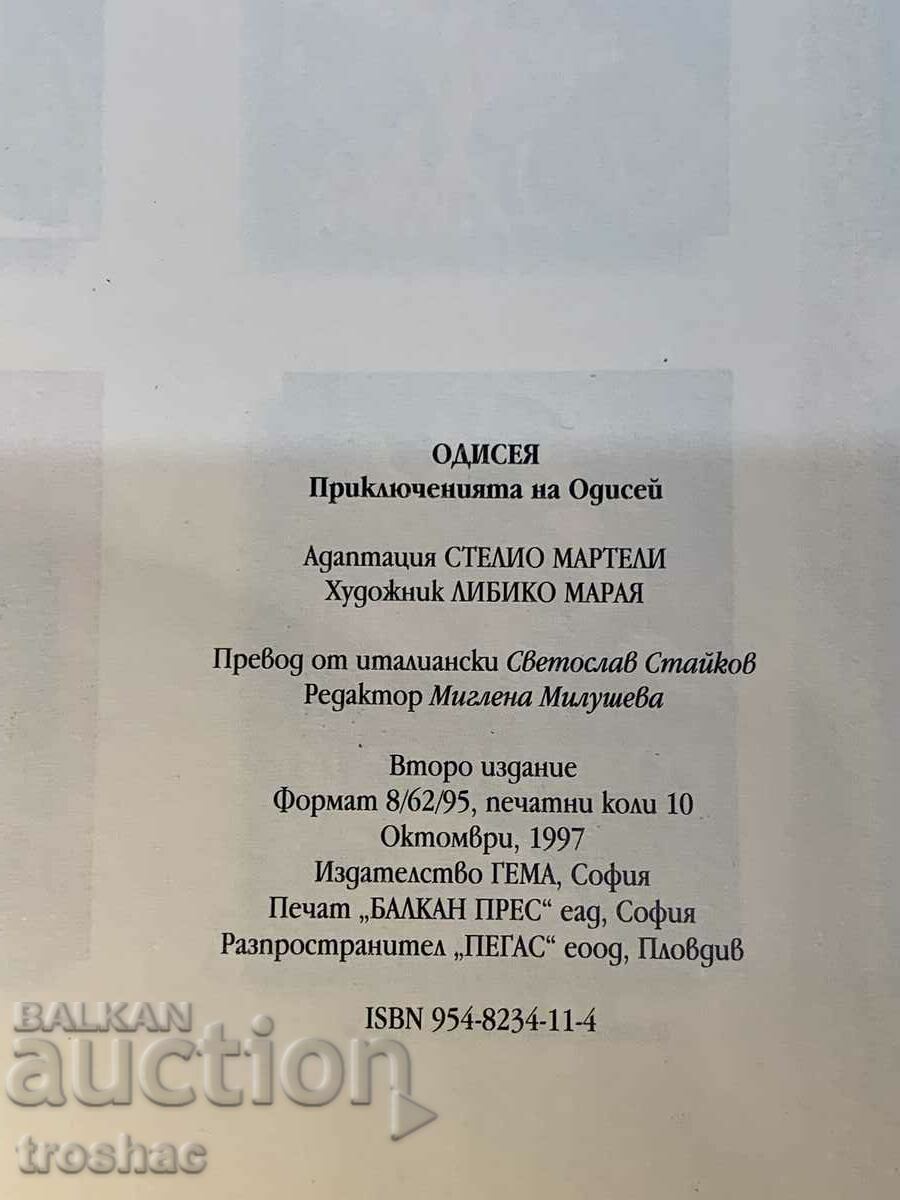 ОДИСЕЯ
Приключенията на Одисей
Адаптация СТЕЛИО МАРТЕЛИ
Художник ЛИБИКО МАРАЯ
Превод от италиански Светослав Стайков
Редактор Миглена Милушева
Второ издание
Формат 8/62/95, печатни коли 10
Октомври, 1997
Издателство ГЕМА, София
Печат „БАЛКАН ПРЕС“ еад, София
Разпространител „ПЕГАС“ еоод, Пловдив
ISBN 954-8234-11-4
BALKAN
auction
troshac